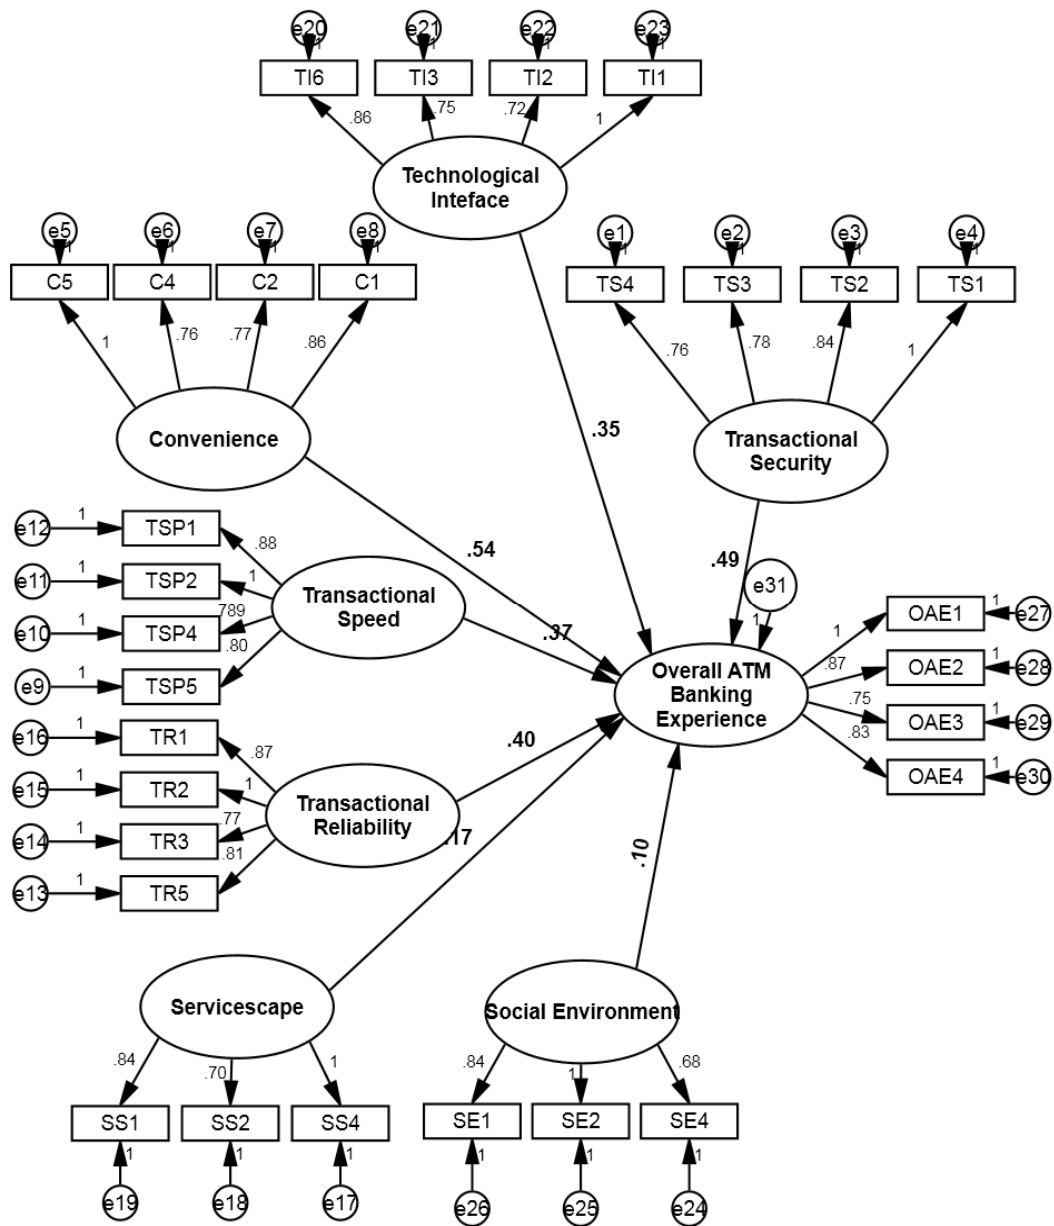 e20 e21 e22 e23
1 1 1 1
TI6 TI3 TI2 TI1
.86 .75 .72 1
Technological
Inteface
e5 e6 e7 e8
1 1 1 1
C5 C4 C2 C1
1 .76 .77 .86
Convenience
e1 e2 e3 e4
1 1 1 1
TS4 TS3 TS2 TS1
.76 .78 .84 1
Transactional
Security
.35
.54
.49
e31
1
e12 1 TSP1 .88
e11 1 TSP2 1
e10 1 TSP4 .789
e9 1 TSP5 .80
Transactional
Speed
.37
Overall ATM
Banking
Experience
1 OAE1 1 e27
.87 OAE2 1 e28
.75 OAE3 1 e29
.83 OAE4 1 e30
e16 1 TR1 .87
e15 1 TR2 1
e14 1 TR3 .77
e13 1 TR5 .81
Transactional
Reliability
.40
.17
.10
Servicescape
.84 .70 1
SS1 SS2 SS4
1 1 1
e19 e18 e17
Social Environment
.84 1 .68
SE1 SE2 SE4
1 1 1
e26 e25 e24